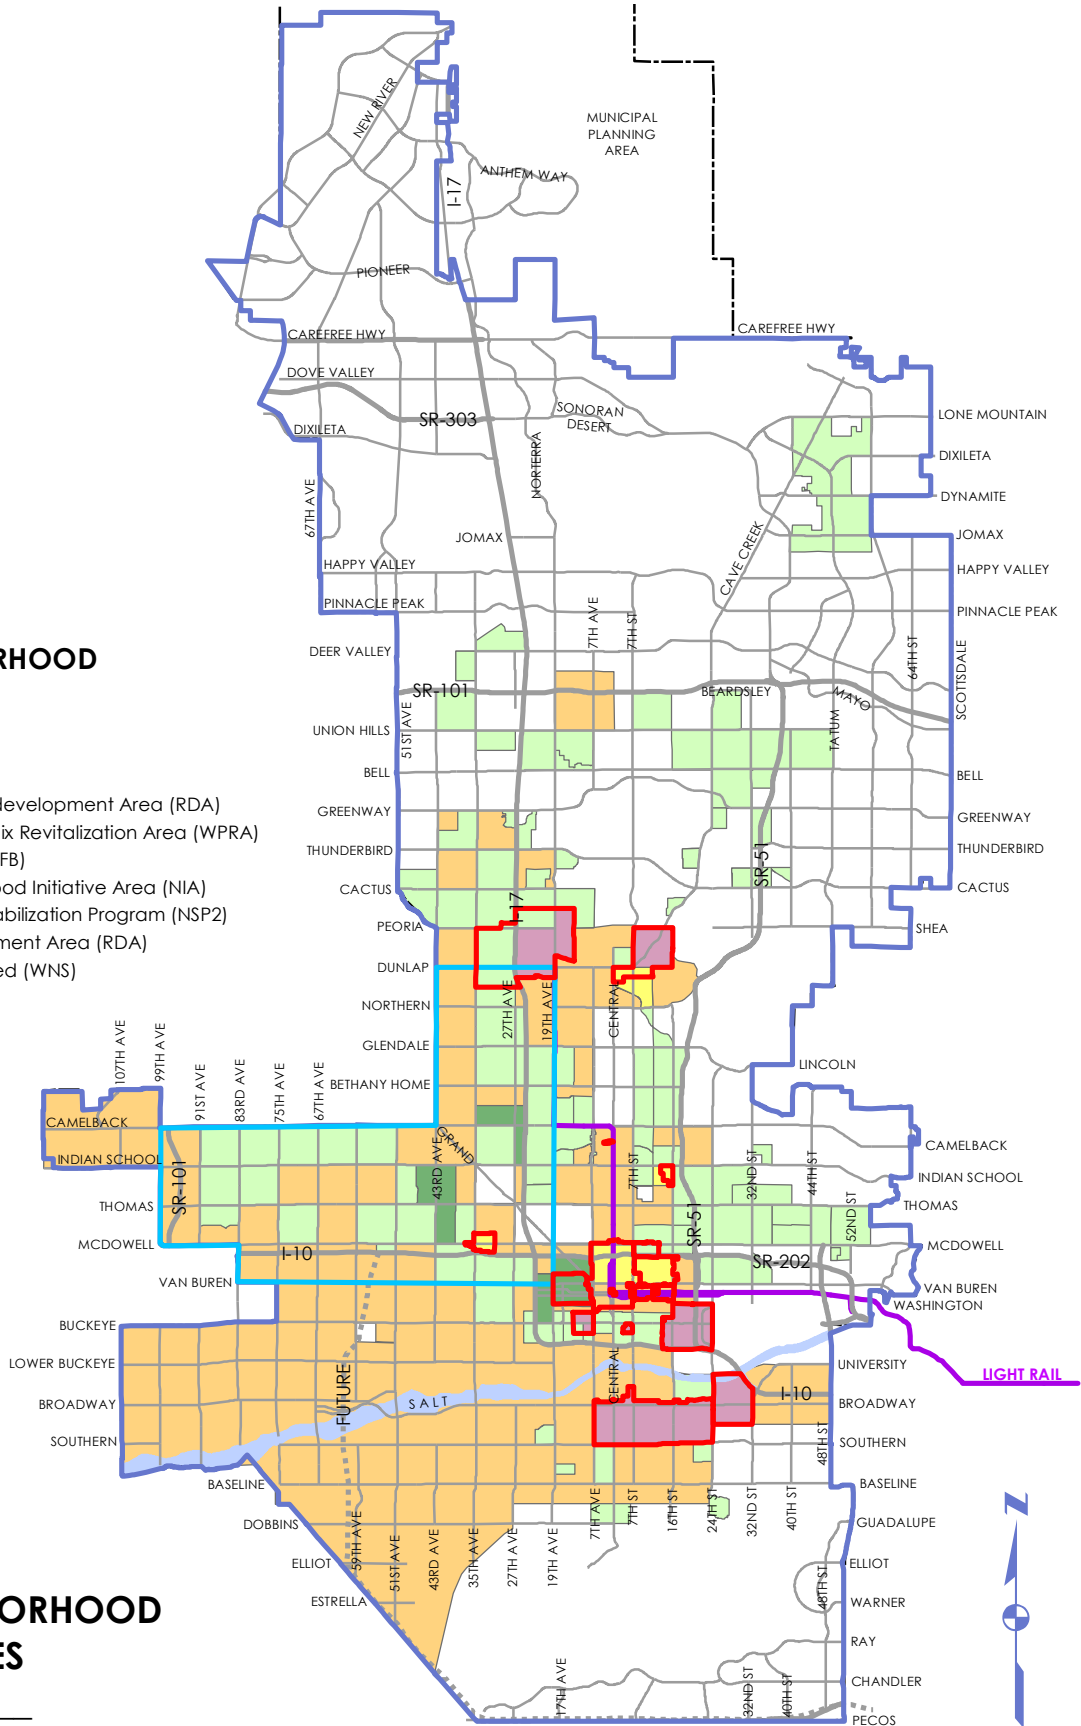 MUNICIPAL
PLANNING
AREA
NEW RIVER
ANTHEM WAY
I-17
PIONEER
CAREFREE HWY
CAREFREE HWY
DOVE VALLEY
SONORAN
DESERT
SR-303
LONE MOUNTAIN
DIXILETA
DIXILETA
NORTERRA
67TH AVE
DYNAMITE
JOMAX
JOMAX
CAVE CREEK
HAPPY VALLEY
HAPPY VALLEY
PINNACLE PEAK
PINNACLE PEAK
7TH AVE
7TH ST
64TH ST
DEER VALLEY
RHOOD
SCOTTSDALE
SR-101
BEARDSLEY
MAYO
51ST AVE
TATUM
UNION HILLS
BELL
BELL
development Area (RDA)
GREENWAY
GREENWAY
ix Revitalization Area (WPRA)
THUNDERBIRD
THUNDERBIRD
FB)
SR-51
ood Initiative Area (NIA)
CACTUS
CACTUS
I-17
abilization Program (NSP2)
PEORIA
SHEA
ment Area (RDA)
DUNLAP
ed (WNS)
NORTHERN
27TH AVE
19TH AVE
CENTRAL
GLENDALE
107TH AVE
99TH AVE
LINCOLN
BETHANY HOME
91ST AVE
83RD AVE
75TH AVE
67TH AVE
CAMELBACK
GRAND
CAMELBACK
INDIAN SCHOOL
SR-101
43RD AVE
7TH ST
32ND ST
44TH ST
INDIAN SCHOOL
THOMAS
THOMAS
SR-51
52ND ST
MCDOWELL
I-10
SR-202
MCDOWELL
VAN BUREN
VAN BUREN
WASHINGTON
BUCKEYE
LOWER BUCKEYE
CENTRAL
UNIVERSITY
LIGHT RAIL
FUTURE
I-10
BROADWAY
SALT
BROADWAY
SOUTHERN
48TH ST
SOUTHERN
BASELINE
BASELINE
7TH AVE
7TH ST
16TH ST
24TH ST
32ND ST
40TH ST
DOBBINS
GUADALUPE
59TH AVE
51ST AVE
43RD AVE
35TH AVE
27TH AVE
19TH AVE
ELLIOT
ELLIOT
48TH ST
ESTRELLA
WARNER
ORHOOD
ES
RAY
17TH AVE
32ND ST
40TH ST
CHANDLER
PECOS
N